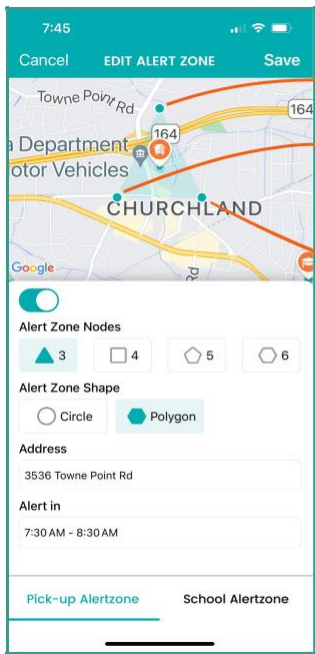 7:45
Cancel EDIT ALERT ZONE Save
Towne Point Rd
164
164
a Department
otor Vehicles
CHURCHLAND
Google
Rd
Alert Zone Nodes
3 4 5 6
Alert Zone Shape
Circle Polygon
Address
3536 Towne Point Rd
Alert in
7:30 AM - 8:30 AM
Pick-up Alertzone School Alertzone